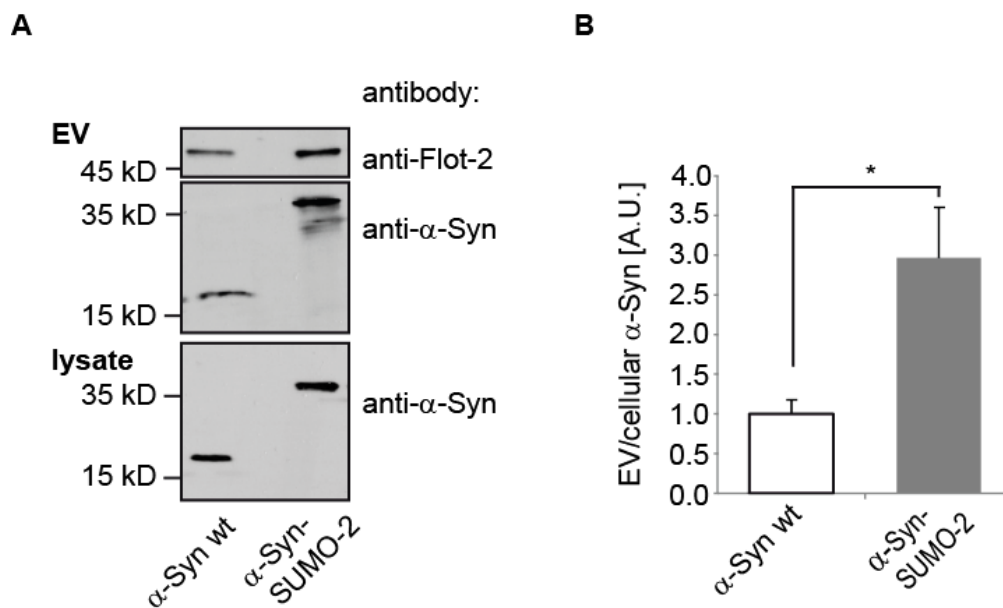 A
antibody:
EV
45 kD
anti-Flot-2
35 kD
anti-α-Syn
15 kD
lysate
35 kD
anti-α-Syn
15 kD
α-Syn wt
α-Syn-
SUMO-2
B
EV/cellular α-Syn [A.U.]
4.0
3.5
3.0
2.5
2.0
1.5
1.0
0.5
0.0
*
α-Syn wt
α-Syn-
SUMO-2